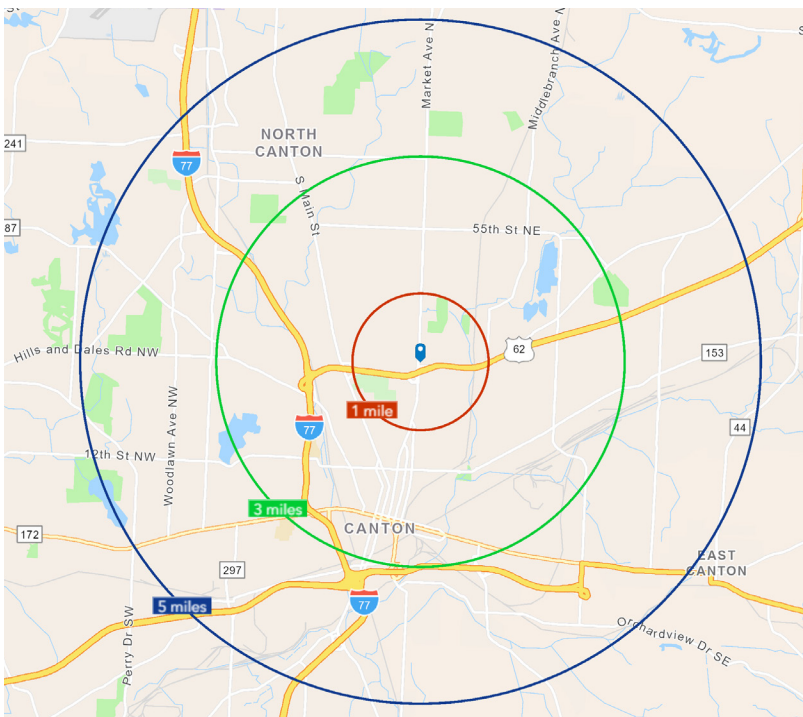 St
Market Ave N
Middlebranch Ave N
S
241
NORTH
CANTON
77
S Main St
87
55th St NE
62
Hills and Dales Rd NW
153
1 mile
Woodlawn Ave NW
77
44
12th St NW
3 miles
CANTON
172
297
EAST
CANTON
5 miles
77
Perry Dr SW
Orchardview Dr SE